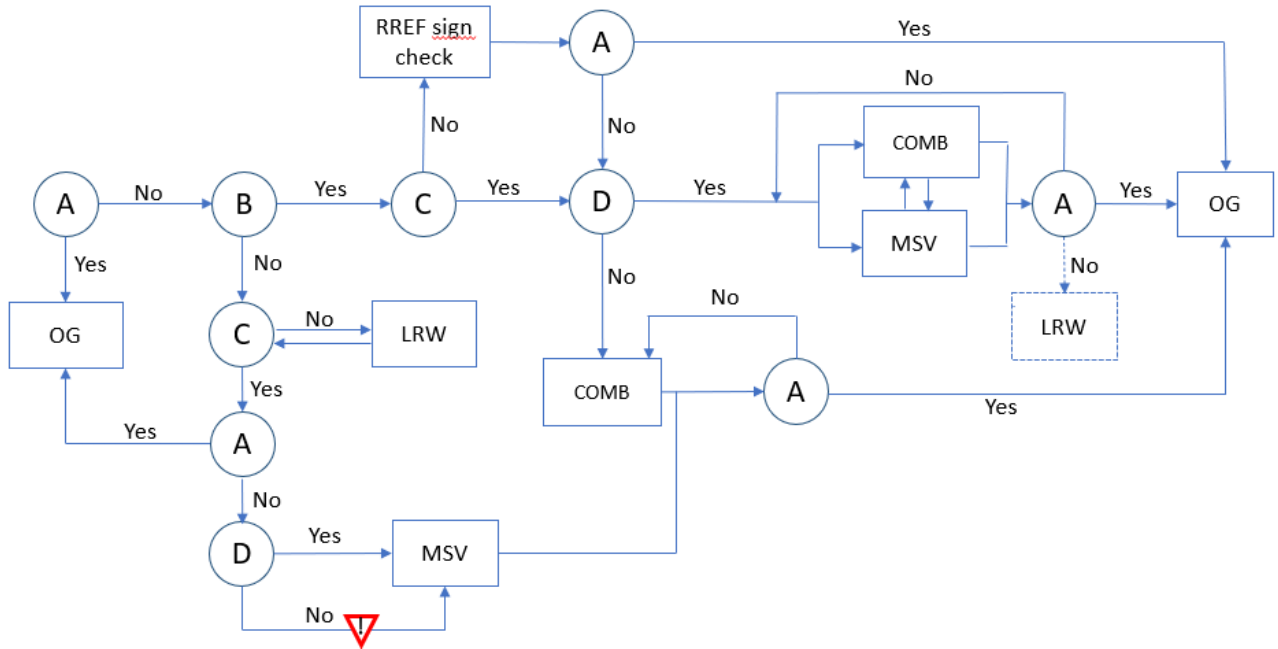 RREF sign
check
A
Yes
No
No
No
COMB
A
No
B
Yes
C
Yes
D
Yes
MSV
A
Yes
OG
Yes
No
No
No
OG
C
No
LRW
No
LRW
Yes
COMB
A
Yes
Yes
A
No
D
Yes
MSV
No
!